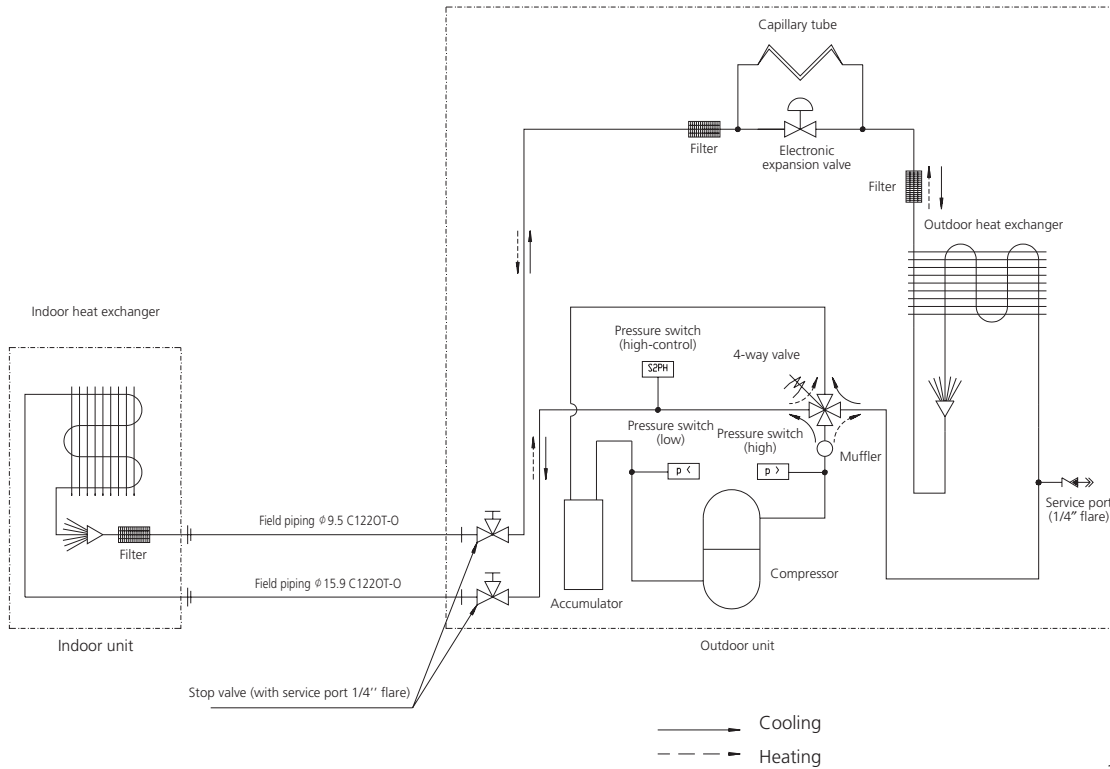 Capillary tube
Filter
Electronic
expansion valve
Filter
Outdoor heat exchanger
Indoor heat exchanger
Pressure switch
(high-control)
S2PH
4-way valve
Pressure switch
(low)
Pressure switch
(high)
p <
p >
Muffler
Service port
(1/4" flare)
Field piping ϕ9.5 C122OT-O
Filter
Compressor
Field piping ϕ15.9 C122OT-O
Accumulator
Indoor unit
Outdoor unit
Stop valve (with service port 1/4'' flare)
Cooling
Heating